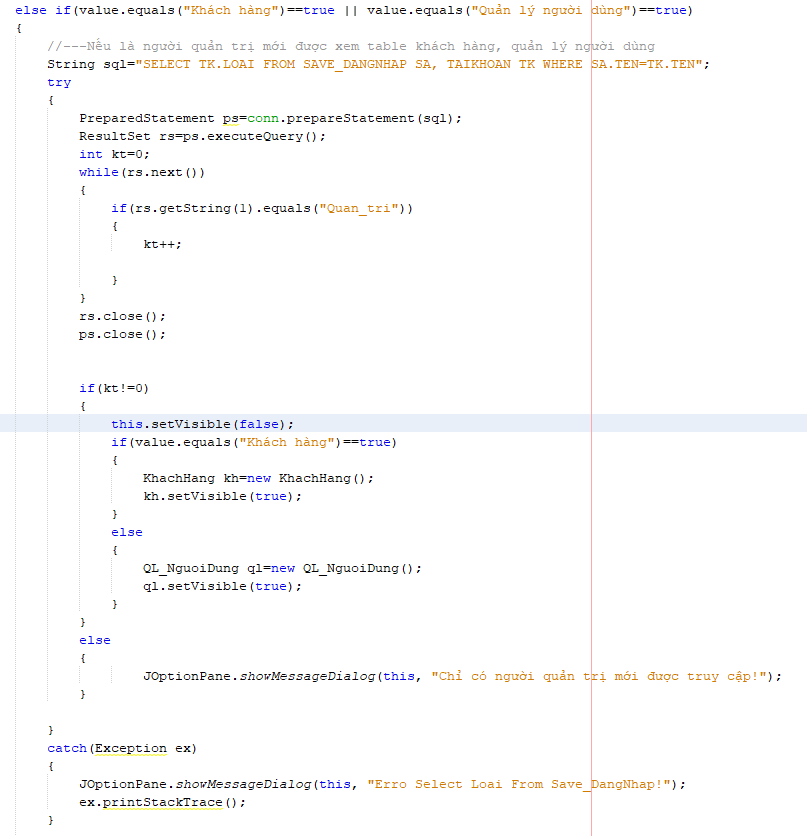 else if(value.equals("Khách hàng")==true || value.equals("Quản lý người dùng")==true)
{
//---Nếu là người quản trị mới được xem table khách hàng, quản lý người dùng
String sql="SELECT TK.LOAI FROM SAVE_DANGNHAP SA, TAIKHOAN TK WHERE SA.TEN=TK.TEN";
try
{
PreparedStatement ps=conn.prepareStatement(sql);
ResultSet rs=ps.executeQuery();
int kt=0;
while(rs.next())
{
if(rs.getString(1).equals("Quan_tri"))
{
kt++;
}
}
rs.close();
ps.close();
if(kt!=0)
{
this.setVisible(false);
if(value.equals("Khách hàng")==true)
{
KhachHang kh=new KhachHang();
kh.setVisible(true);
}
else
{
QL_NguoiDung ql=new QL_NguoiDung();
ql.setVisible(true);
}
}
else
{
JOptionPane.showMessageDialog(this, "Chỉ có người quản trị mới được truy cập!");
}
}
catch(Exception ex)
{
JOptionPane.showMessageDialog(this, "Erro Select Loai From Save_DangNhap!");
ex.printStackTrace();
}